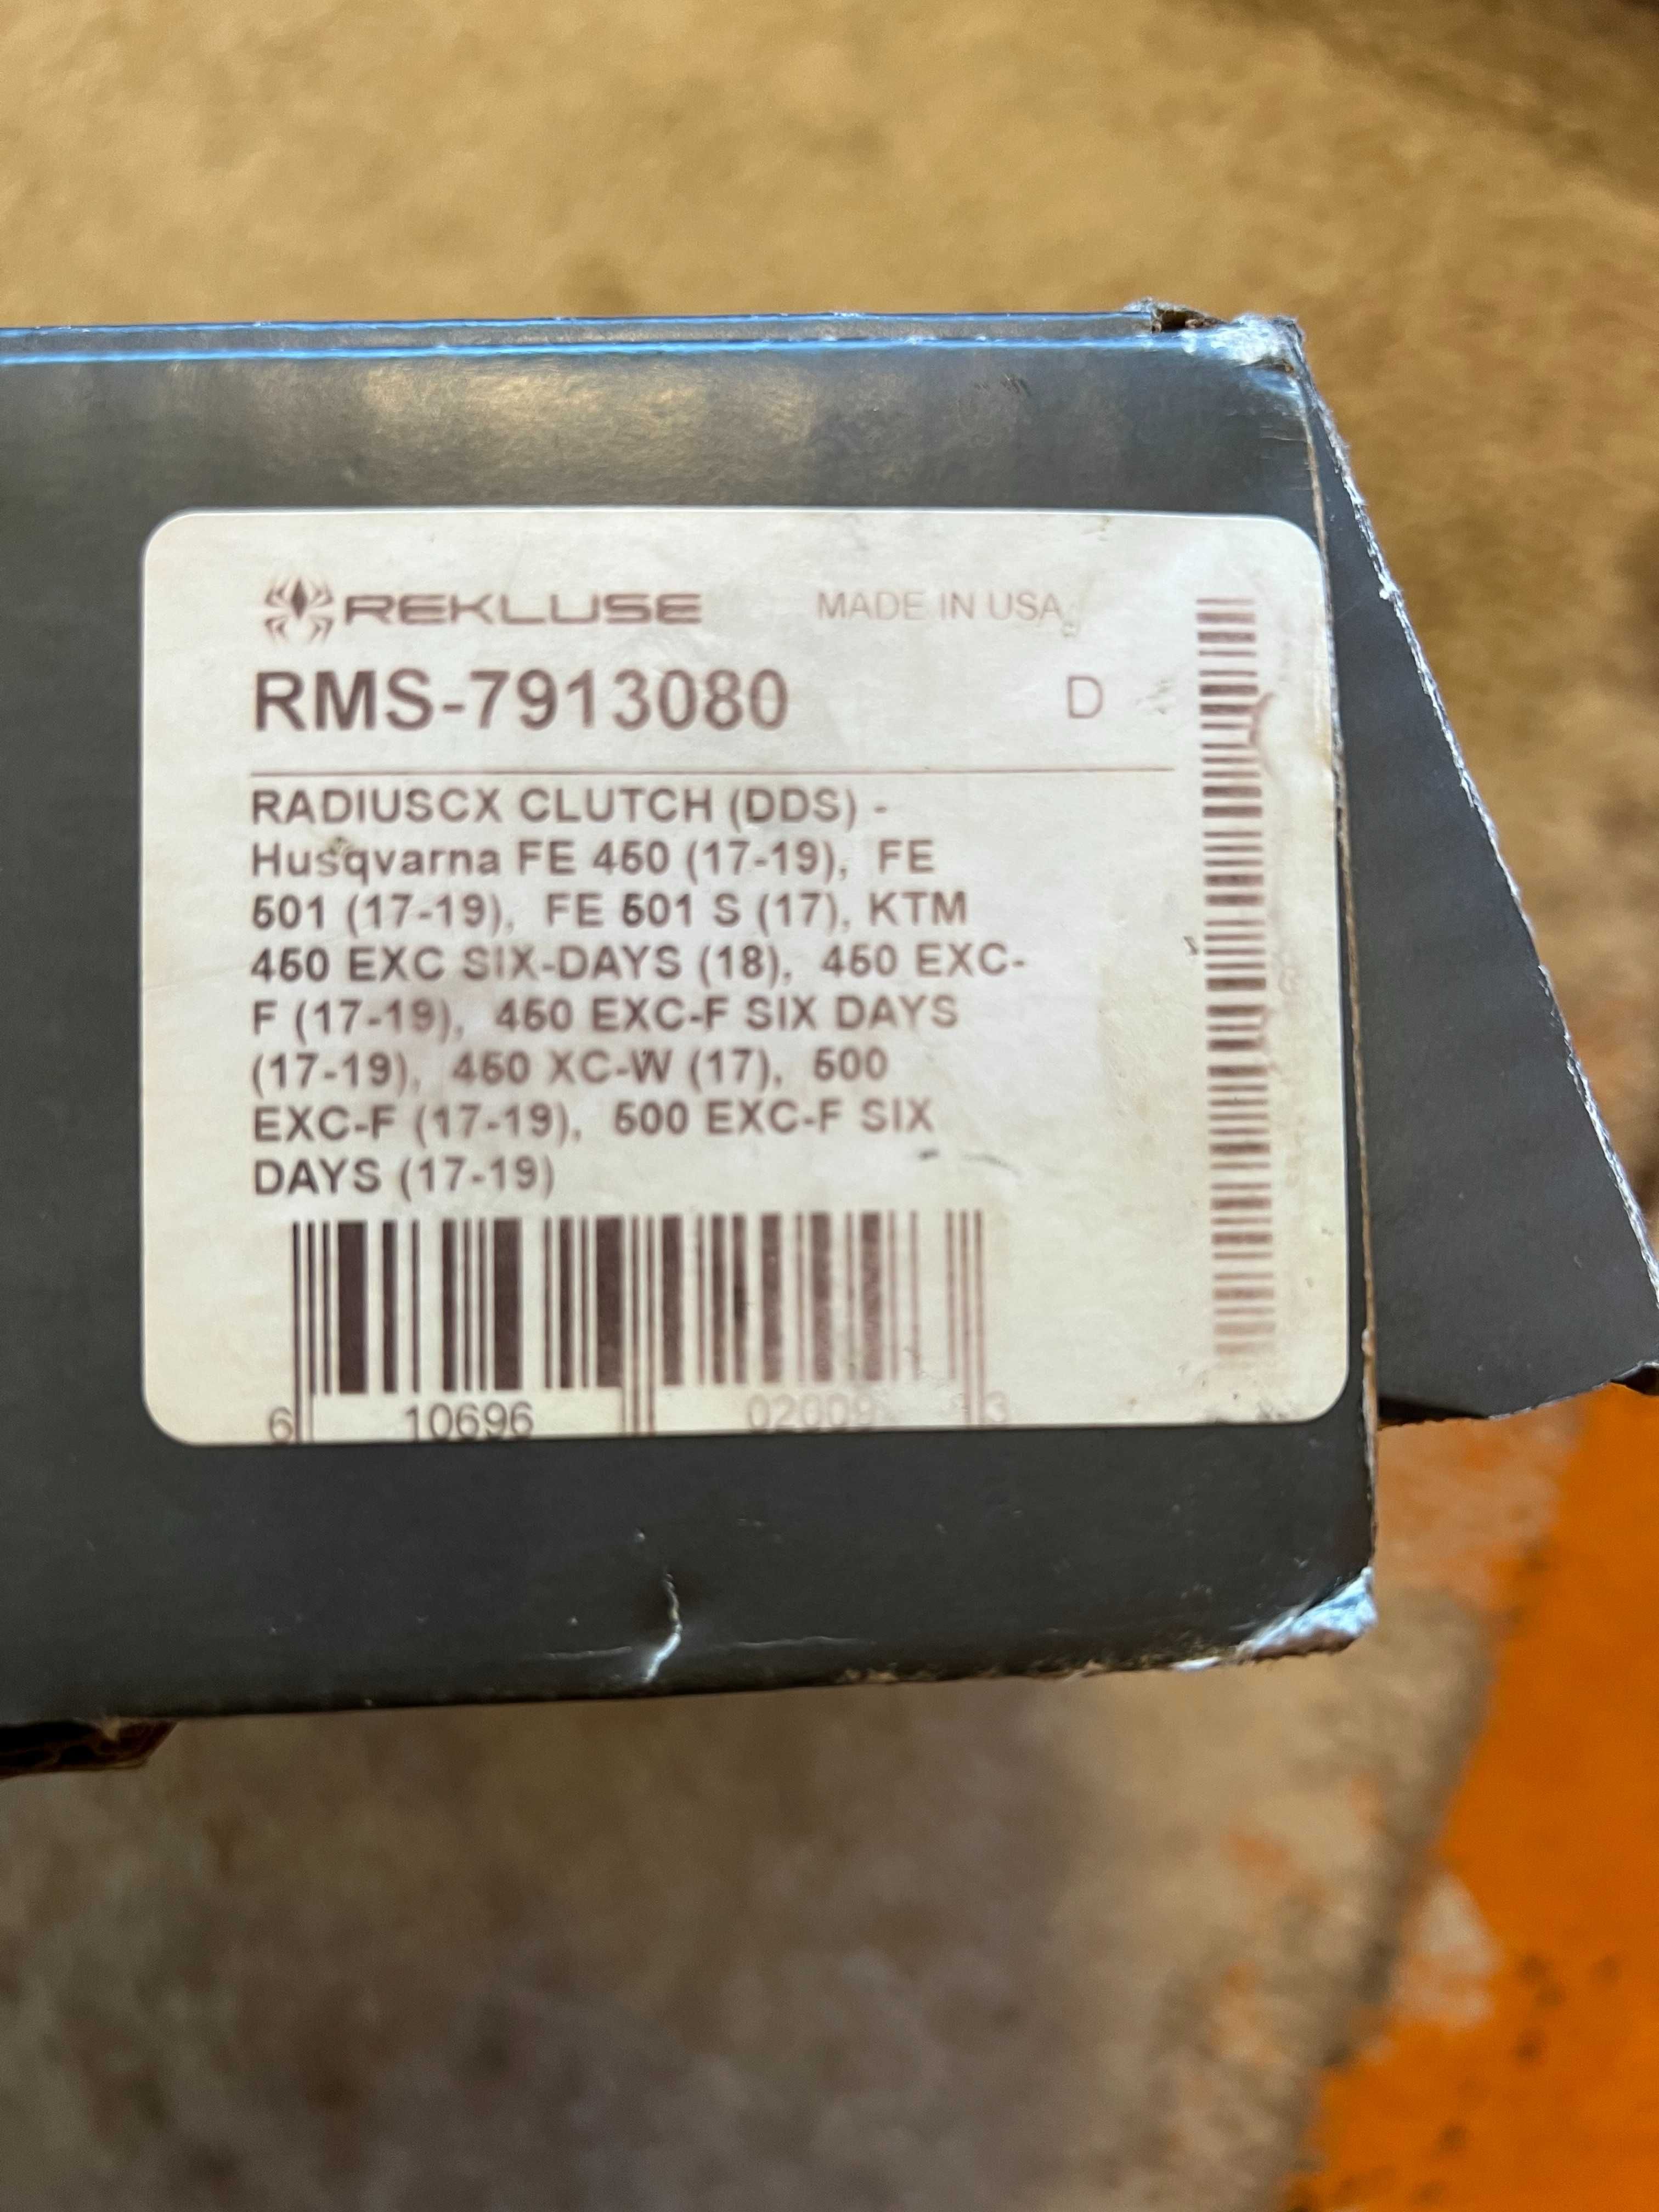 REKLUSE MADE IN USA
RMS-7913080 D
RADIUSCX CLUTCH (DDS) -
Husqvarna FE 450 (17-19), FE
501 (17-19), FE 501 S (17), KTM
450 EXC SIX-DAYS (18), 450 EXC-
F (17-19), 450 EXC-F SIX DAYS
(17-19), 450 XC-W (17), 500
EXC-F (17-19), 500 EXC-F SIX
DAYS (17-19)
6 10696 02009 3